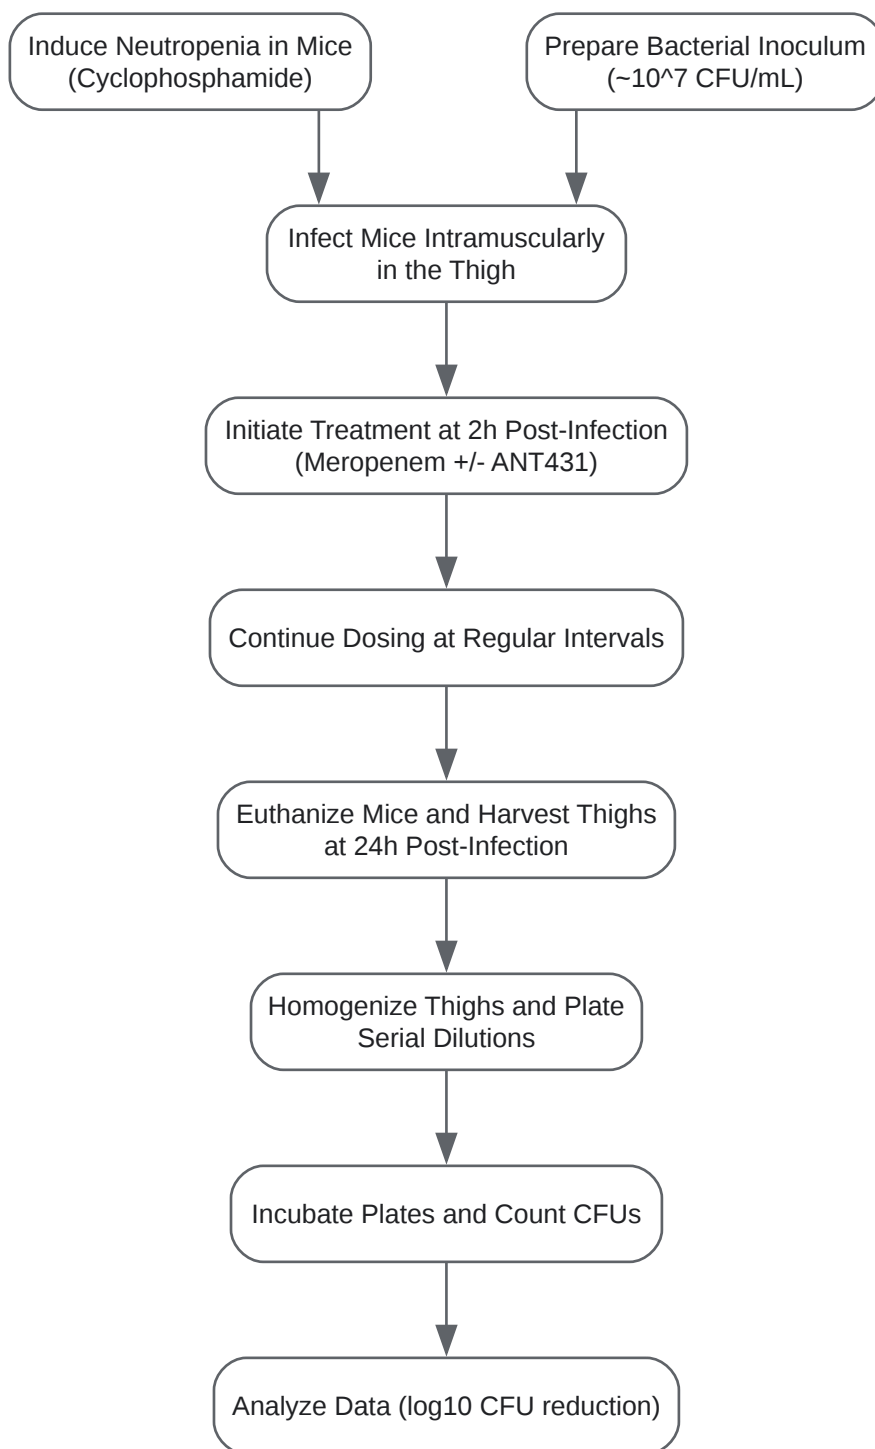 Induce Neutropenia in Mice
(Cyclophosphamide)
Prepare Bacterial Inoculum
(~10^7 CFU/mL)
Infect Mice Intramuscularly
in the Thigh
Initiate Treatment at 2h Post-Infection
(Meropenem +/- ANT431)
Continue Dosing at Regular Intervals
Euthanize Mice and Harvest Thighs
at 24h Post-Infection
Homogenize Thighs and Plate
Serial Dilutions
Incubate Plates and Count CFUs
Analyze Data (log10 CFU reduction)